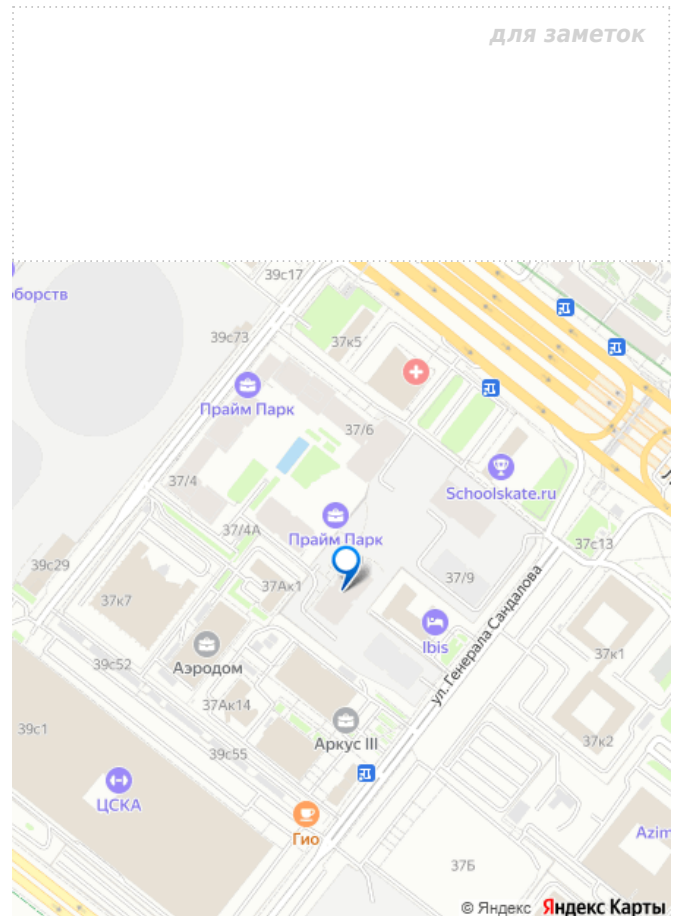 для заметок
39с17
оборств
39с73
37к5
Прайм Парк
37/6
37/4
Schoolskate.ru
37/4А
Прайм Парк
37с13
39с29
37Ак1
37/9
37к7
ул. Генерала Сандалова
Ibis
37к1
39с52
Аэродом
37Ак14
39с1
Аркус III
37к2
39с55
ЦСКА
Гио
Azim
37Б
© Яндекс Яндекс Карты